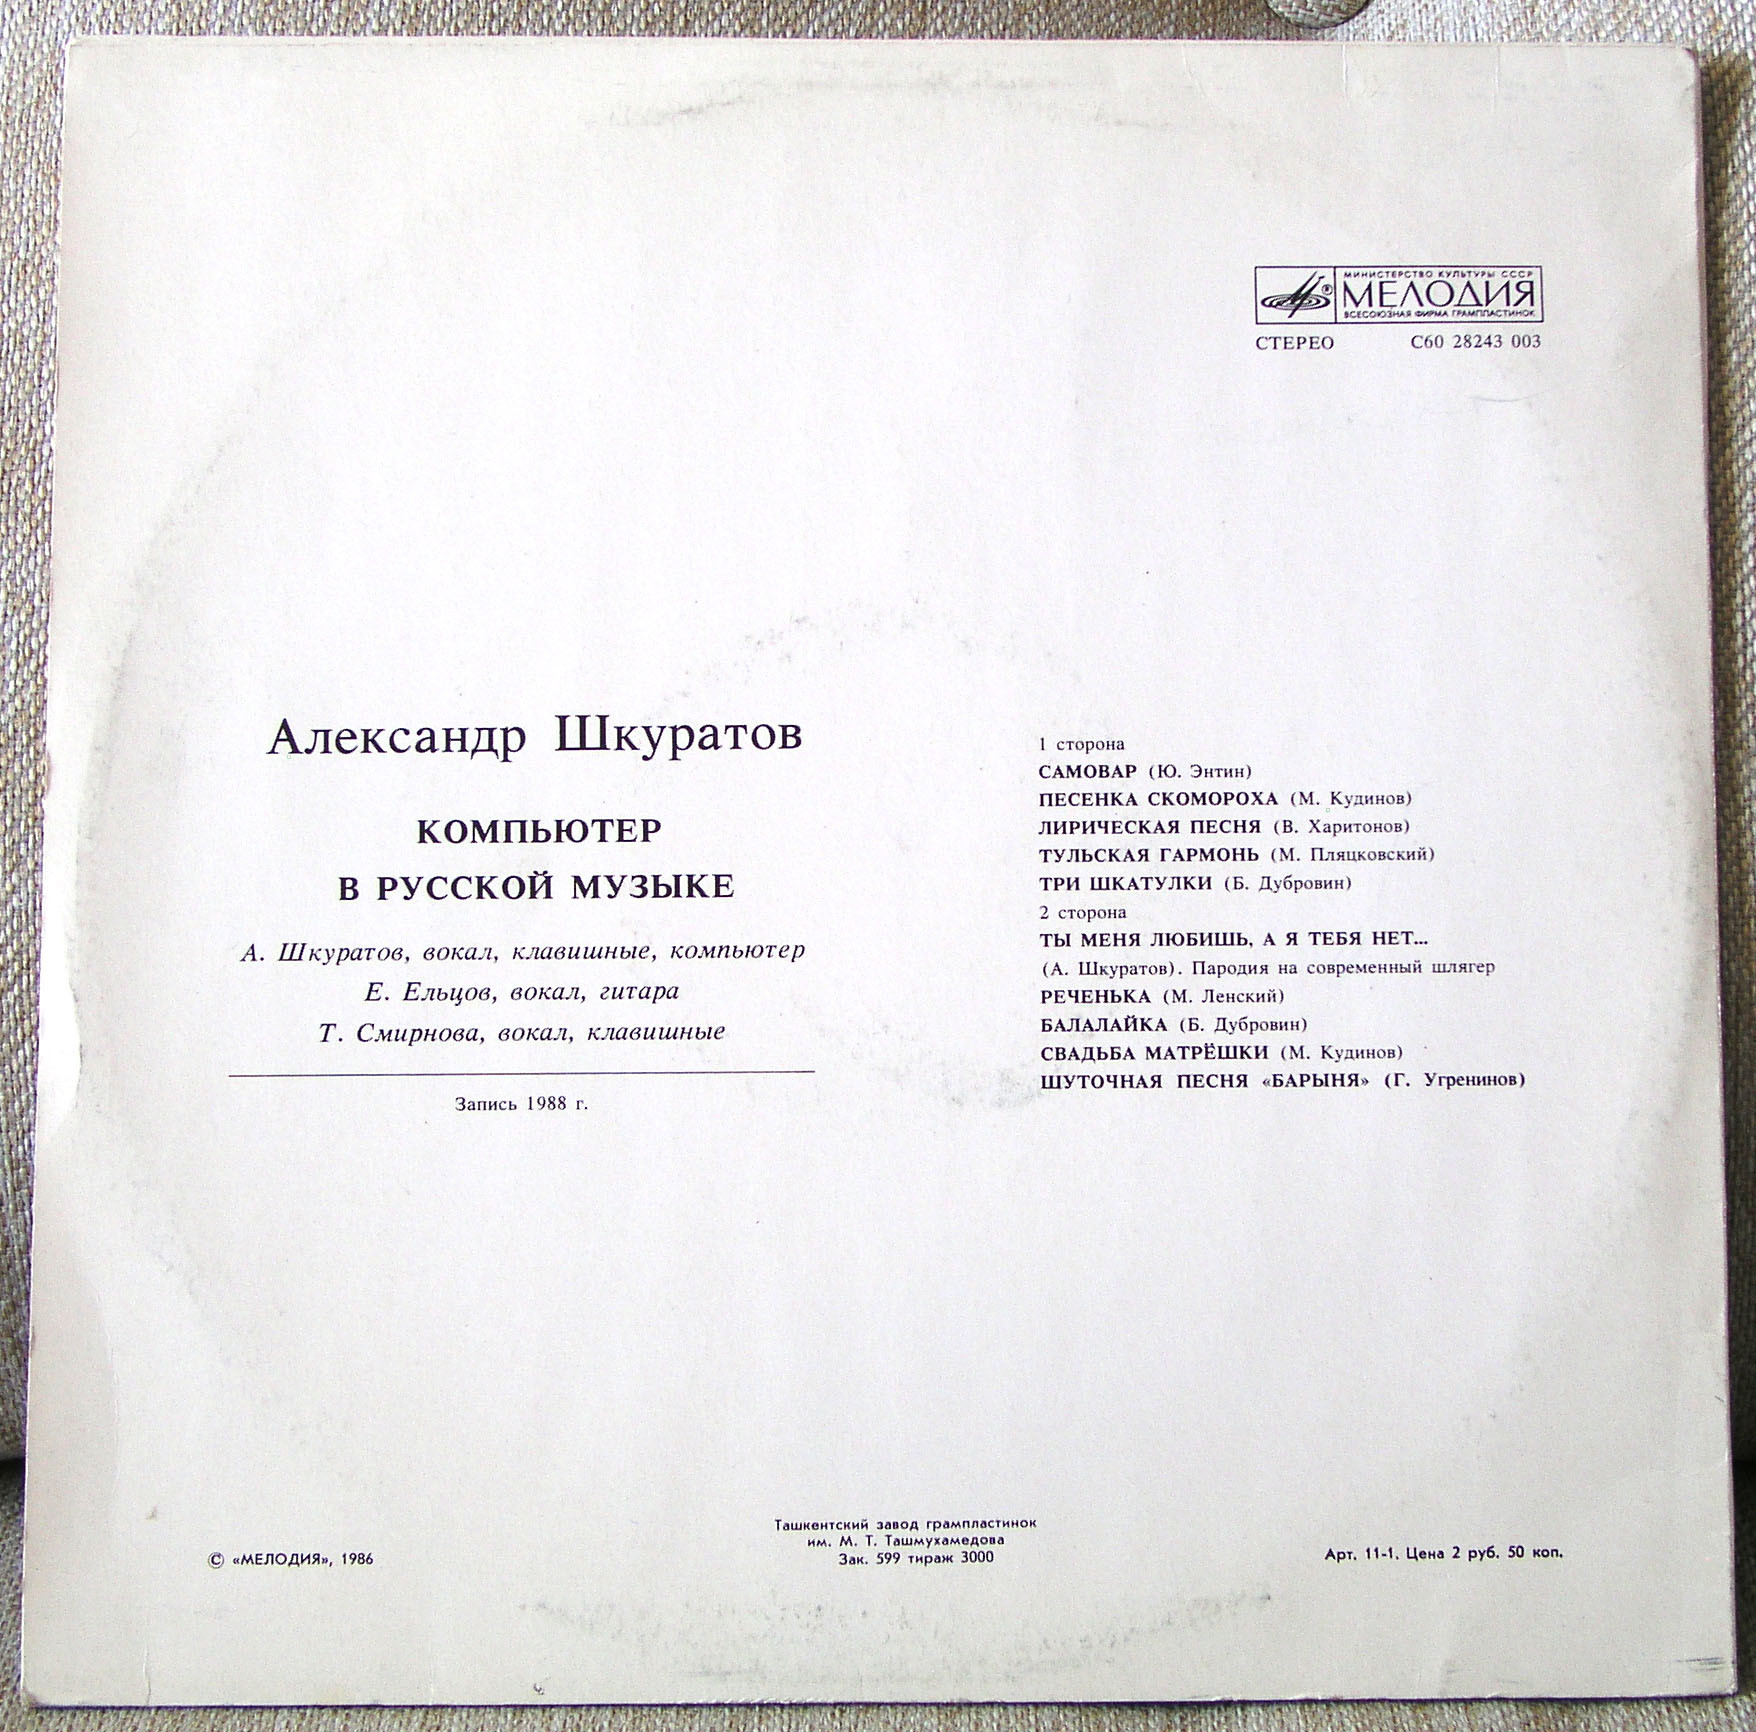 МИНИСТЕРСТВО КУЛЬТУРЫ СССР
МЕЛОДИЯ
ВСЕСОЮЗНАЯ ФИРМА ГРАМПЛАСТИНОК
СТЕРЕО С60 28243 003
Александр Шкуратов
КОМПЬЮТЕР
В РУССКОЙ МУЗЫКЕ
А. Шкуратов, вокал, клавишные, компьютер
Е. Ельцов, вокал, гитара
Т. Смирнова, вокал, клавишные
Запись 1988 г.
1 сторона
САМОВАР (Ю. Энтин)
ПЕСЕНКА СКОМОРОХА (М. Кудинов)
ЛИРИЧЕСКАЯ ПЕСНЯ (В. Харитонов)
ТУЛЬСКАЯ ГАРМОНЬ (М. Пляцковский)
ТРИ ШКАТУЛКИ (Б. Дубровин)
2 сторона
ТЫ МЕНЯ ЛЮБИШЬ, А Я ТЕБЯ НЕТ...
(А. Шкуратов). Пародия на современный шлягер
РЕЧЕНЬКА (М. Ленский)
БАЛАЛАЙКА (Б. Дубровин)
СВАДЬБА МАТРЁШКИ (М. Кудинов)
ШУТОЧНАЯ ПЕСНЯ «БАРЫНЯ» (Г. Угренинов)
© «МЕЛОДИЯ», 1986
Ташкентский завод грампластинок
им. М. Т. Ташмухамедова
Зак. 599 тираж 3000
Арт. 11-1. Цена 2 руб. 50 коп.